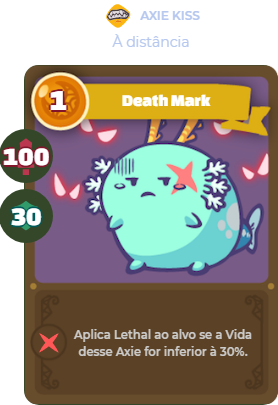 AXIE KISS
À distância
1
Death Mark
100
30
Aplica Lethal ao alvo se a Vida
desse Axie for inferior à 30%.